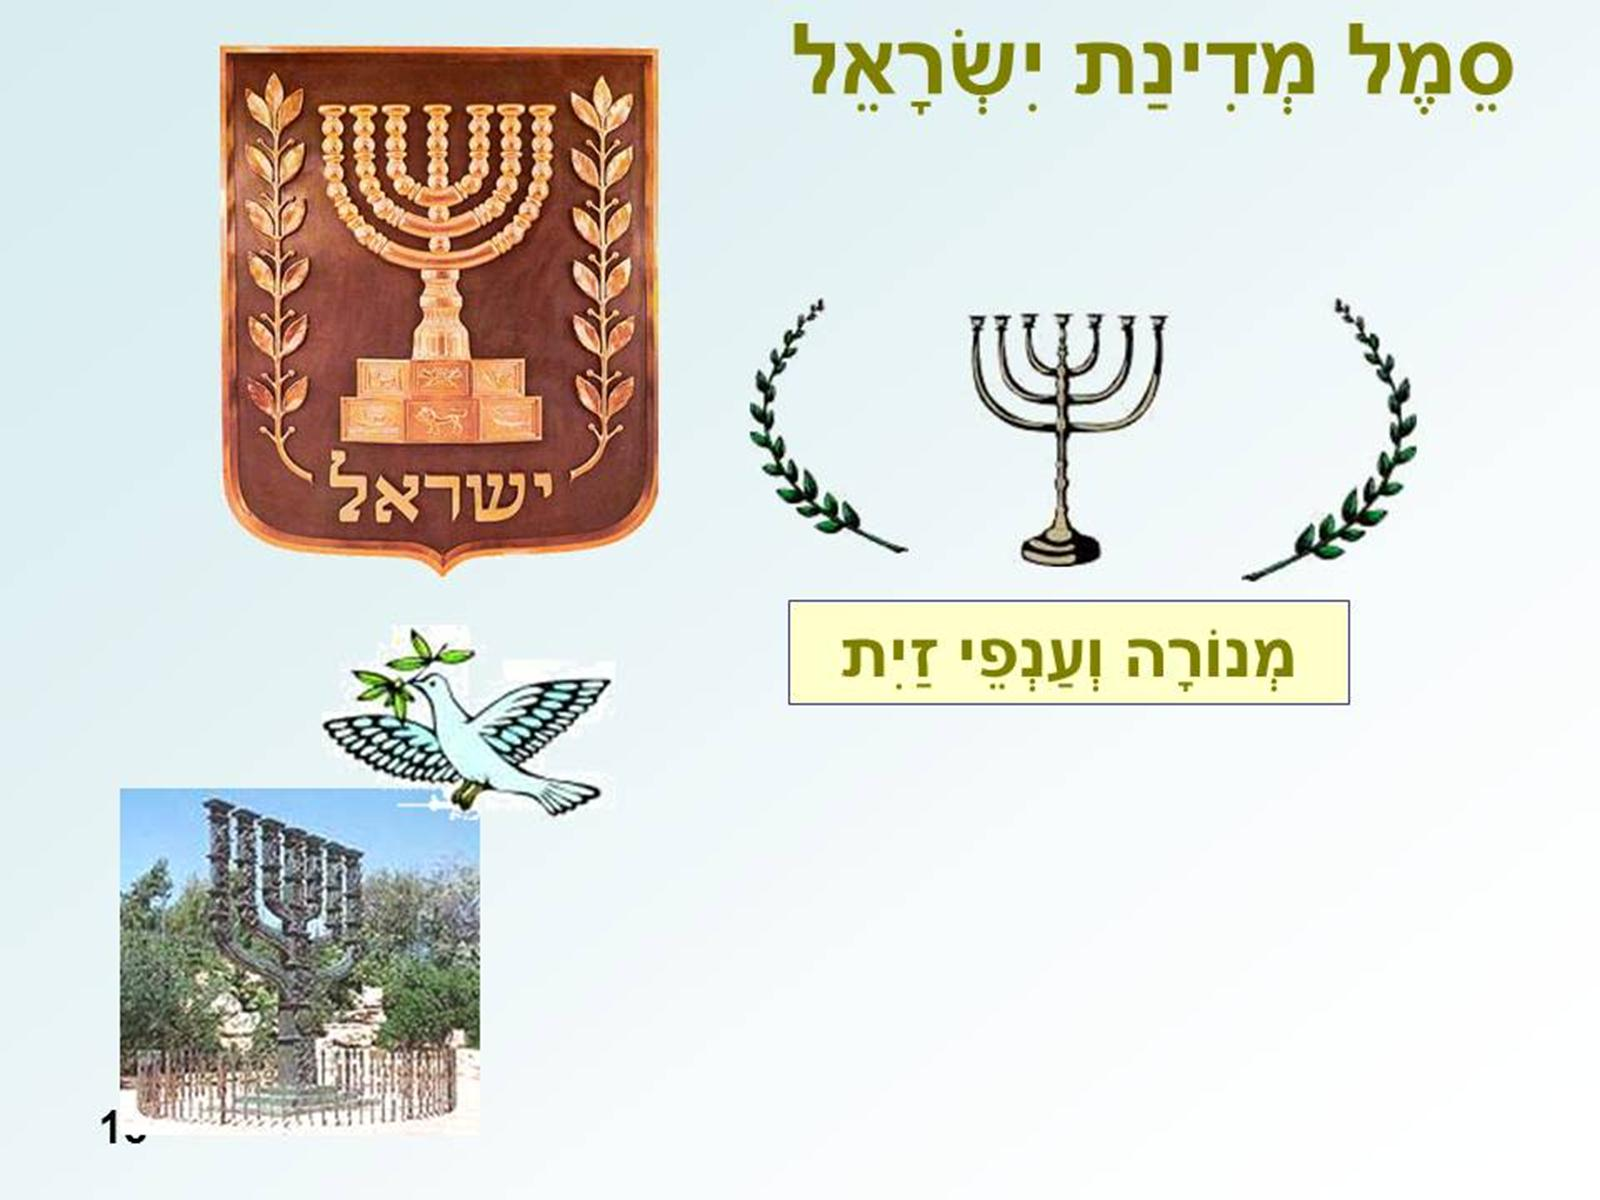 סֵמֶל מְדִינַת יִשְׂרָאֵל
ישראל
מְנוֹרָה וְעַנְפֵי זַיִת